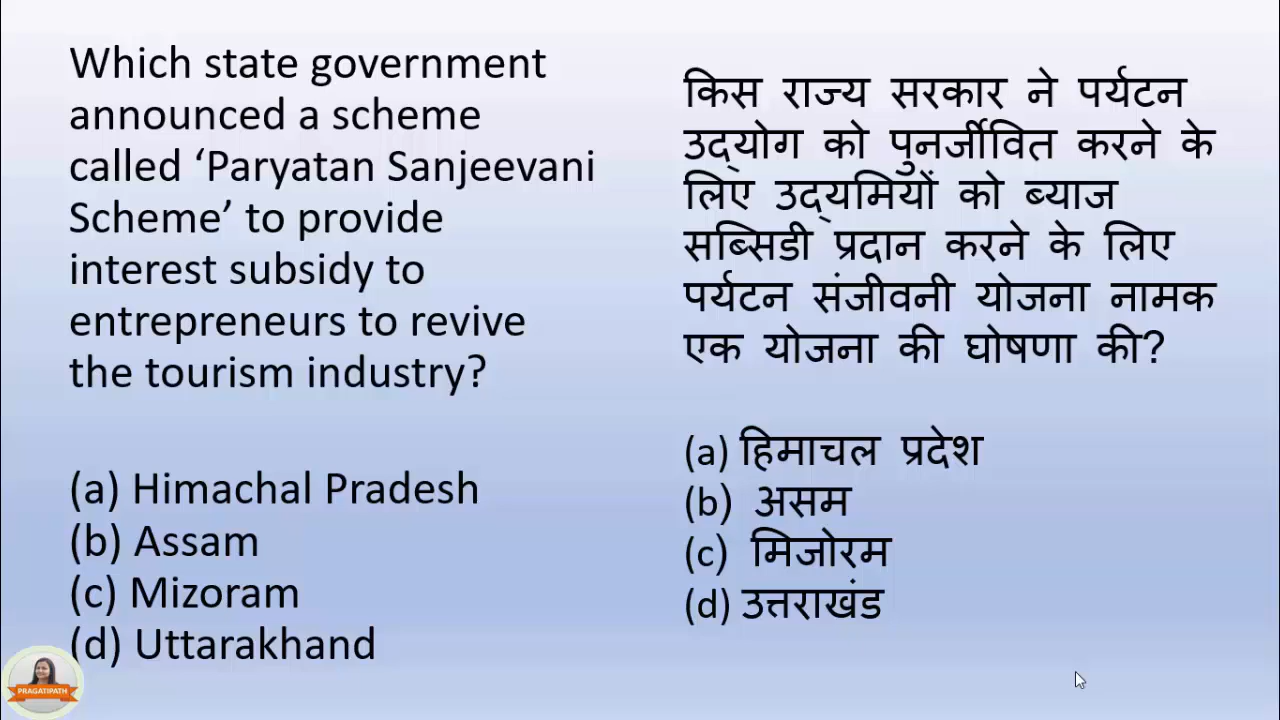 Which state government
announced a scheme
called ‘Paryatan Sanjeevani
Scheme’ to provide
interest subsidy to
entrepreneurs to revive
the tourism industry?
(a) Himachal Pradesh
(b) Assam
(c) Mizoram
(d) Uttarakhand
किस राज्य सरकार ने पर्यटन
उद्योग को पुनर्जीवित करने के
लिए उद्यमियों को ब्याज
सब्सिडी प्रदान करने के लिए
पर्यटन संजीवनी योजना नामक
एक योजना की घोषणा की?
(a) हिमाचल प्रदेश
(b) असम
(c) मिजोरम
(d) उत्तराखंड
PRAGATIPATH